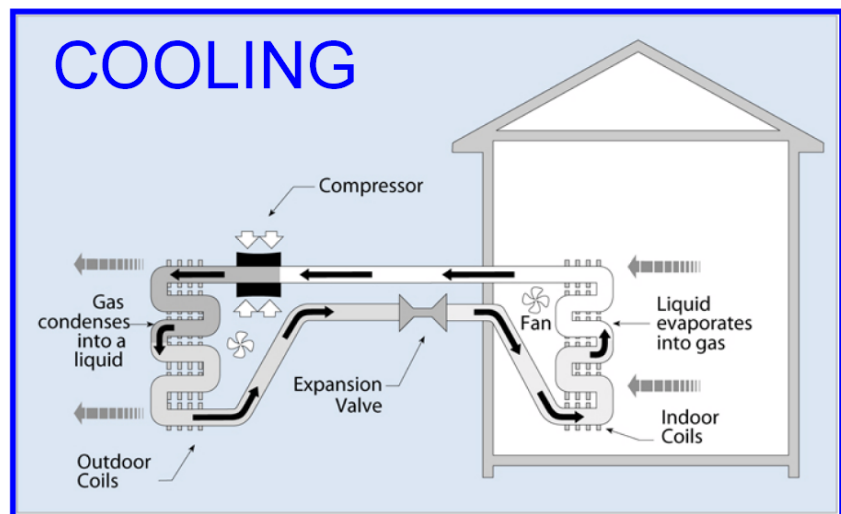 COOLING
Compressor
Gas
condenses
into a
liquid
Fan
Liquid
evaporates
into gas
Expansion
Valve
Indoor
Coils
Outdoor
Coils